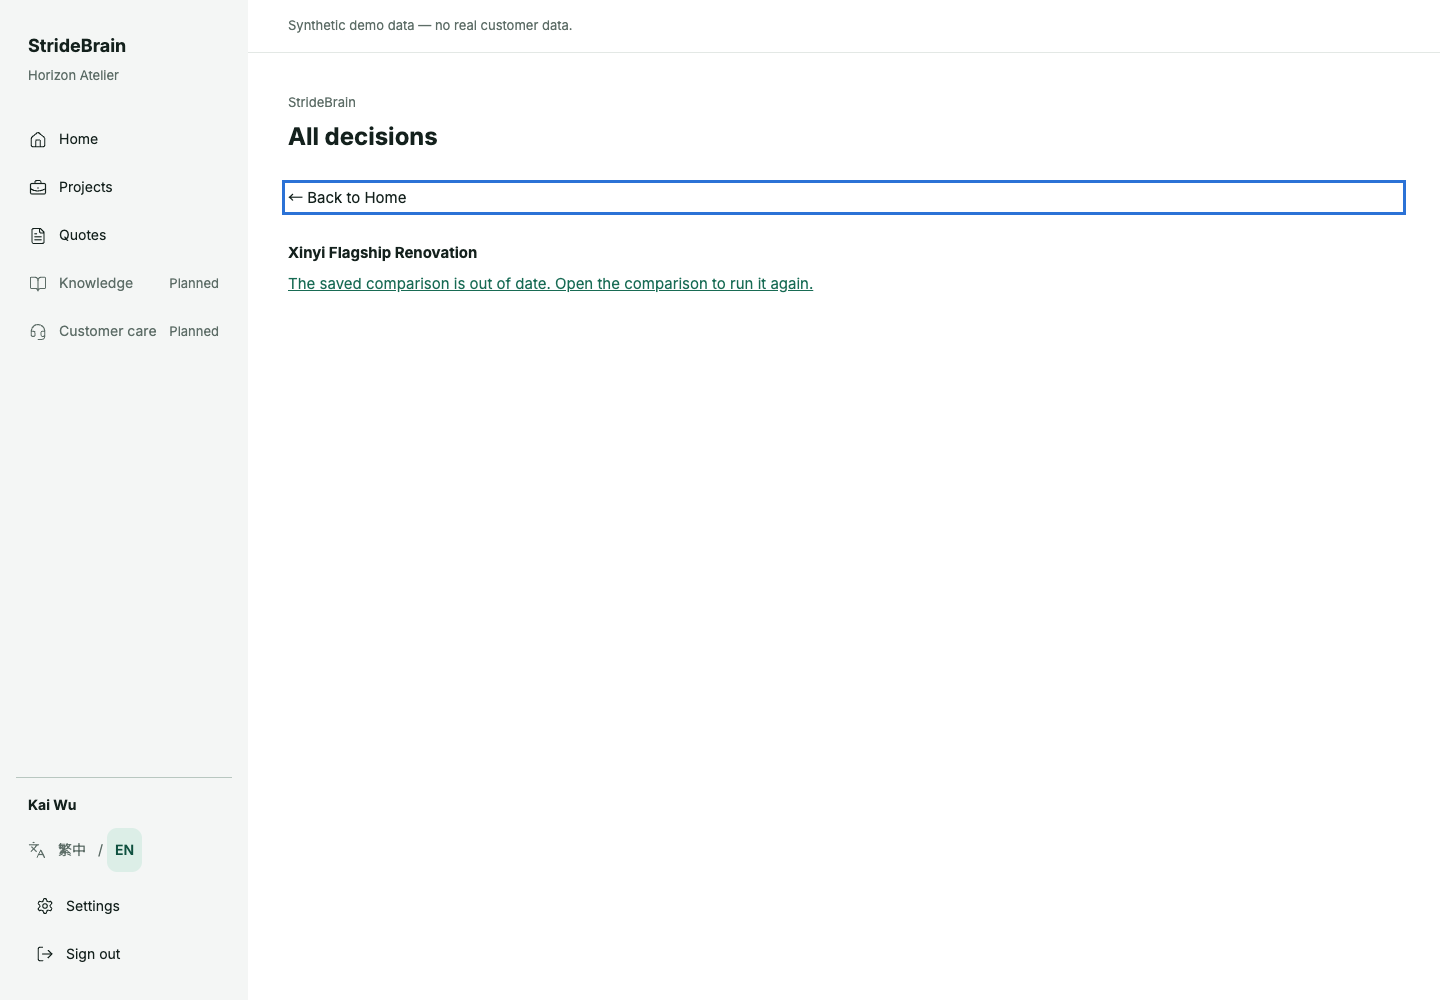 StrideBrain
Horizon Atelier
Home
Projects
Quotes
Knowledge Planned
Customer care Planned
Kai Wu
繁中 / EN
Settings
Sign out
Synthetic demo data — no real customer data.
StrideBrain
All decisions
← Back to Home
Xinyi Flagship Renovation
The saved comparison is out of date. Open the comparison to run it again.